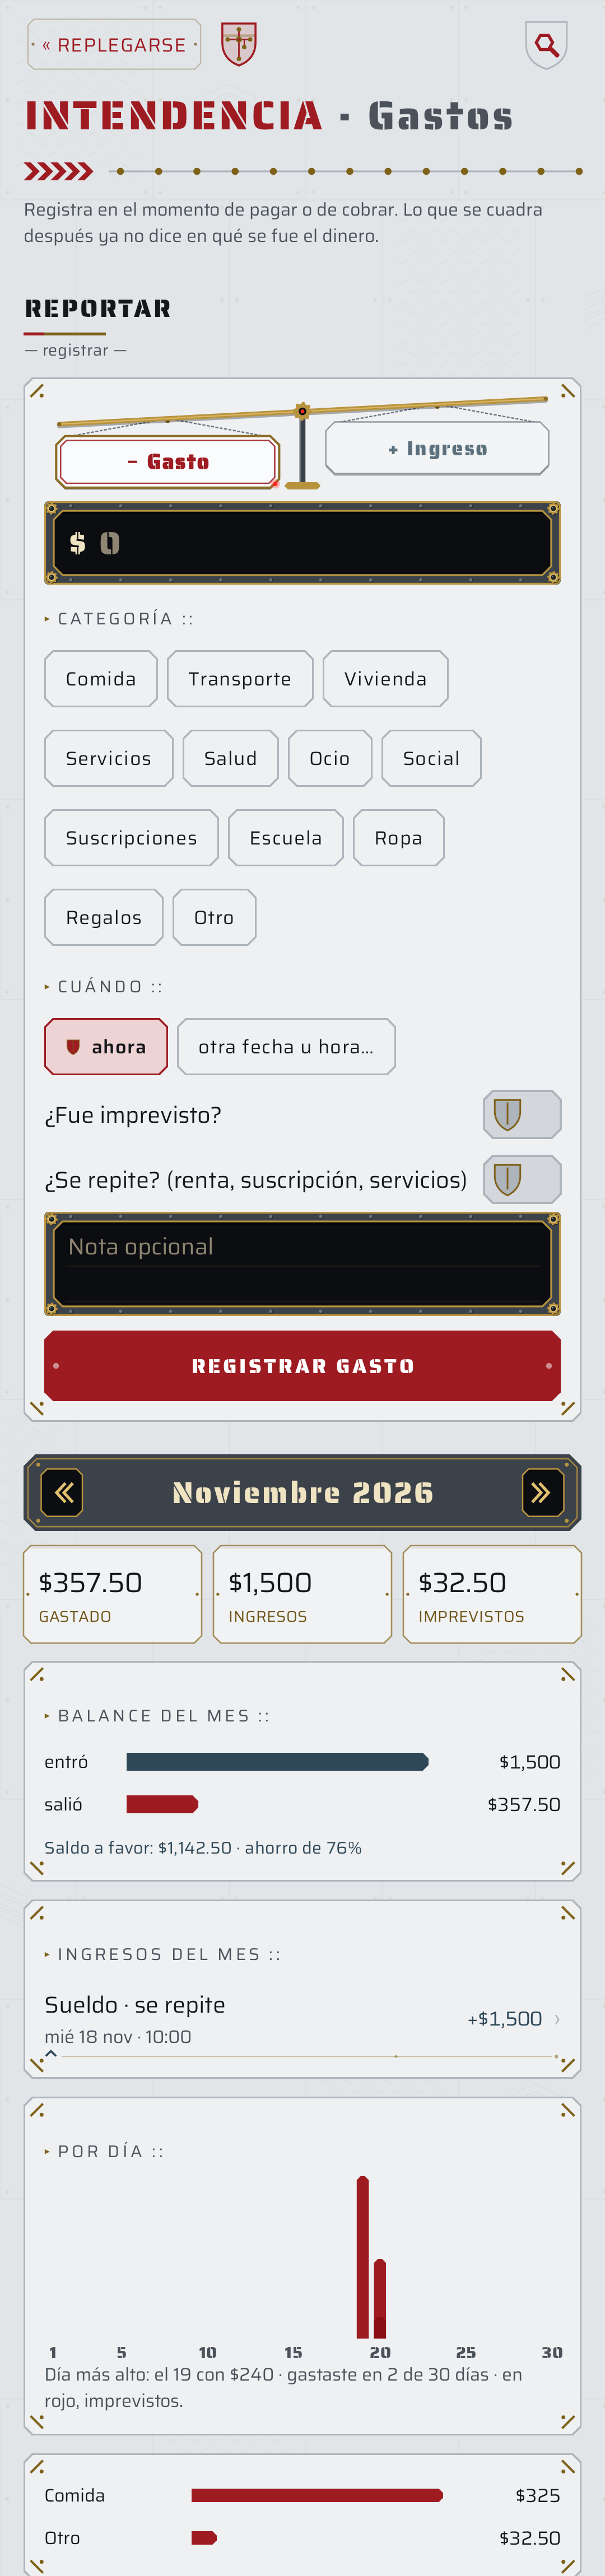 « REPLEGARSE
INTENDENCIA · Gastos
Registra en el momento de pagar o de cobrar. Lo que se cuadra
después ya no dice en qué se fue el dinero.
REPORTAR
— registrar —
− Gasto
+ Ingreso
$ 0
▸ CATEGORÍA ::
Comida Transporte Vivienda
Servicios Salud Ocio Social
Suscripciones Escuela Ropa
Regalos Otro
▸ CUÁNDO ::
ahora otra fecha u hora...
¿Fue imprevisto?
¿Se repite? (renta, suscripción, servicios)
Nota opcional
REGISTRAR GASTO
« Noviembre 2026 »
$357.50 $1,500 $32.50
GASTADO INGRESOS IMPREVISTOS
▸ BALANCE DEL MES ::
entró $1,500
salió $357.50
Saldo a favor: $1,142.50 · ahorro de 76%
▸ INGRESOS DEL MES ::
Sueldo · se repite
+$1,500 ›
mié 18 nov · 10:00
▸ POR DÍA ::
1 5 10 15 20 25 30
Día más alto: el 19 con $240 · gastaste en 2 de 30 días · en
rojo, imprevistos.
Comida $325
Otro $32.50